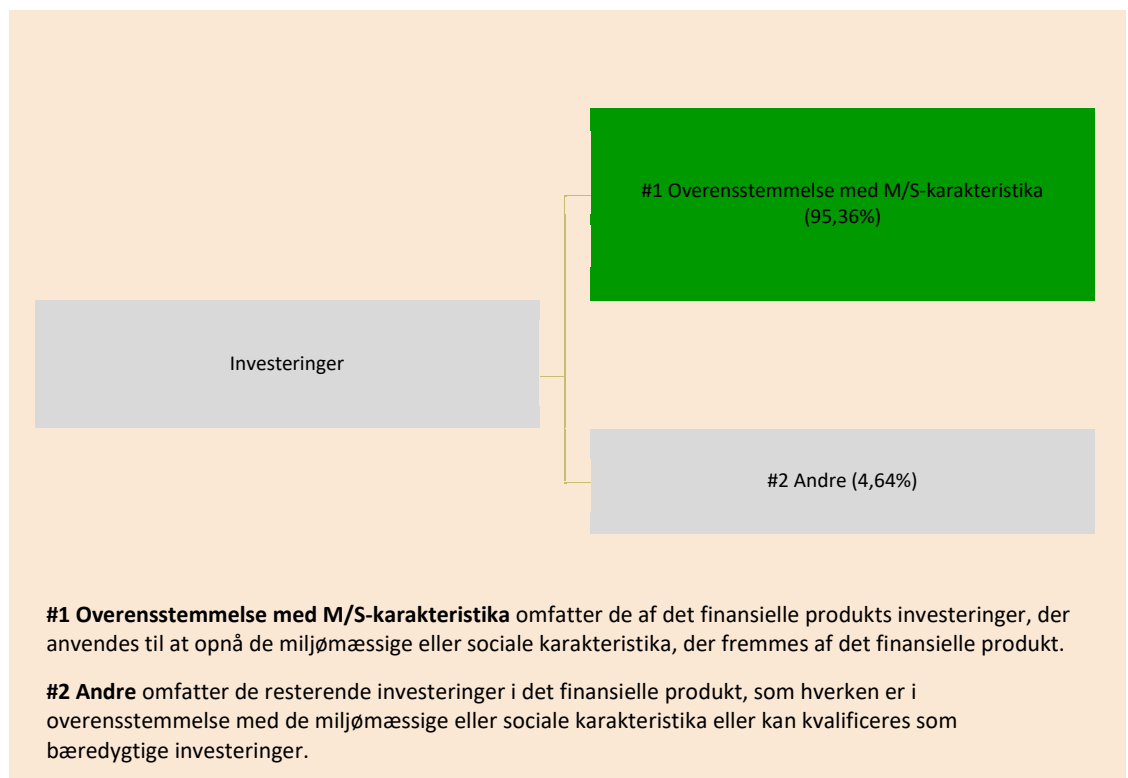 #1 Overensstemmelse med M/S-karakteristika
(95,36%)
Investeringer
#2 Andre (4,64%)
#1 Overensstemmelse med M/S-karakteristika omfatter de af det finansielle produkts investeringer, der
anvendes til at opnå de miljømæssige eller sociale karakteristika, der fremmes af det finansielle produkt.
#2 Andre omfatter de resterende investeringer i det finansielle produkt, som hverken er i
overensstemmelse med de miljømæssige eller sociale karakteristika eller kan kvalificeres som
bæredygtige investeringer.